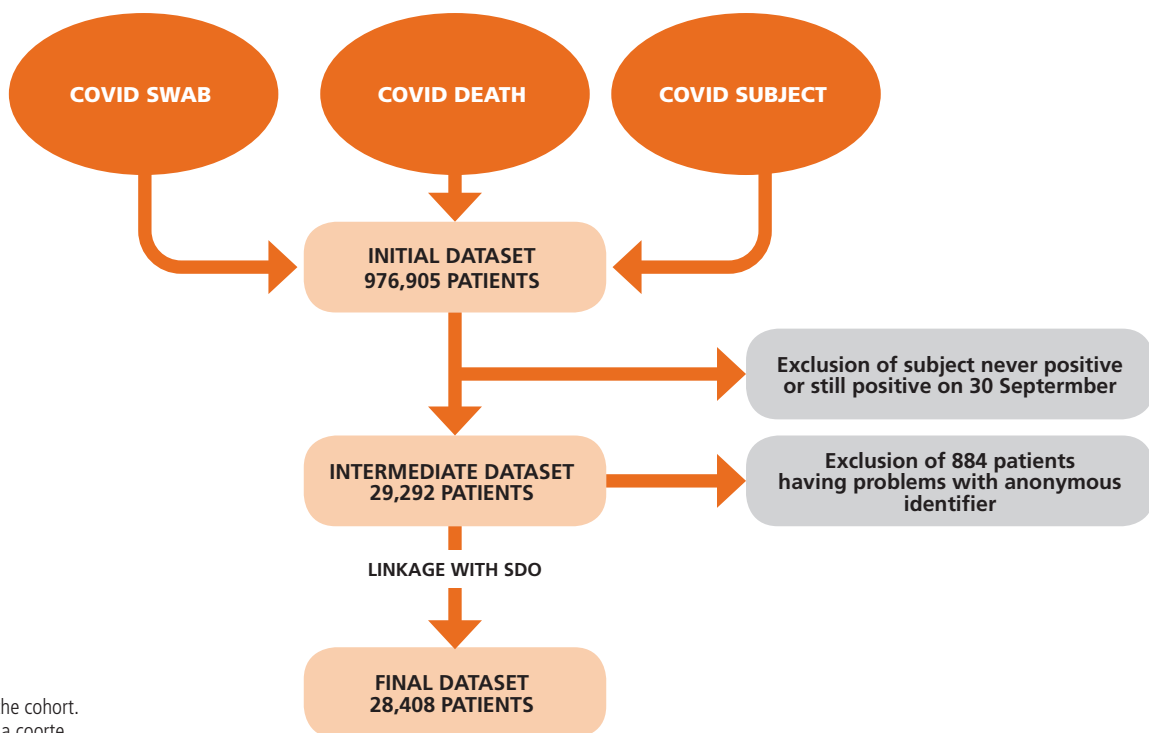 COVID SWAB
COVID DEATH
COVID SUBJECT
INITIAL DATASET
976,905 PATIENTS
Exclusion of subject never positive
or still positive on 30 Septermber
INTERMEDIATE DATASET
29,292 PATIENTS
Exclusion of 884 patients
having problems with anonymous
identifier
LINKAGE WITH SDO
FINAL DATASET
28,408 PATIENTS
he cohort.
a coorte